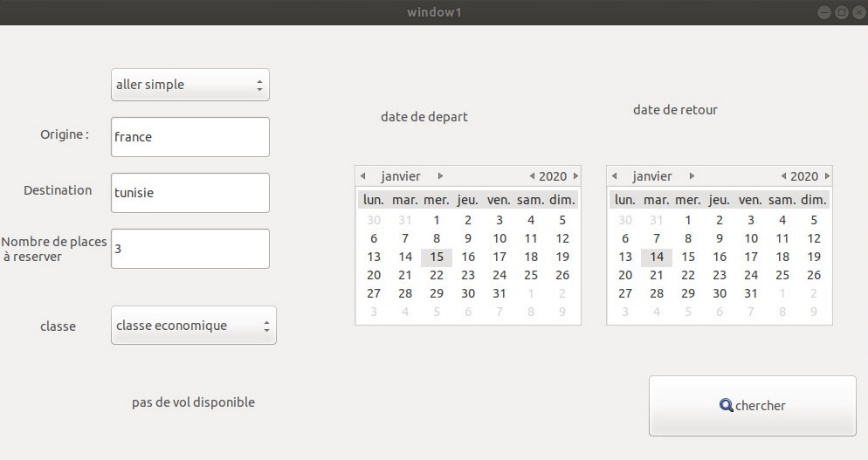 window1
aller simple
Origine :
france
Destination
tunisie
Nombre de places
à reserver
3
classe
classe economique
pas de vol disponible
date de depart
janvier 2020
lun. mar. mer. jeu. ven. sam. dim.
30 31 1 2 3 4 5
6 7 8 9 10 11 12
13 14 15 16 17 18 19
20 21 22 23 24 25 26
27 28 29 30 31 1 2
3 4 5 6 7 8 9
date de retour
janvier 2020
lun. mar. mer. jeu. ven. sam. dim.
30 31 1 2 3 4 5
6 7 8 9 10 11 12
13 14 15 16 17 18 19
20 21 22 23 24 25 26
27 28 29 30 31 1 2
3 4 5 6 7 8 9
chercher